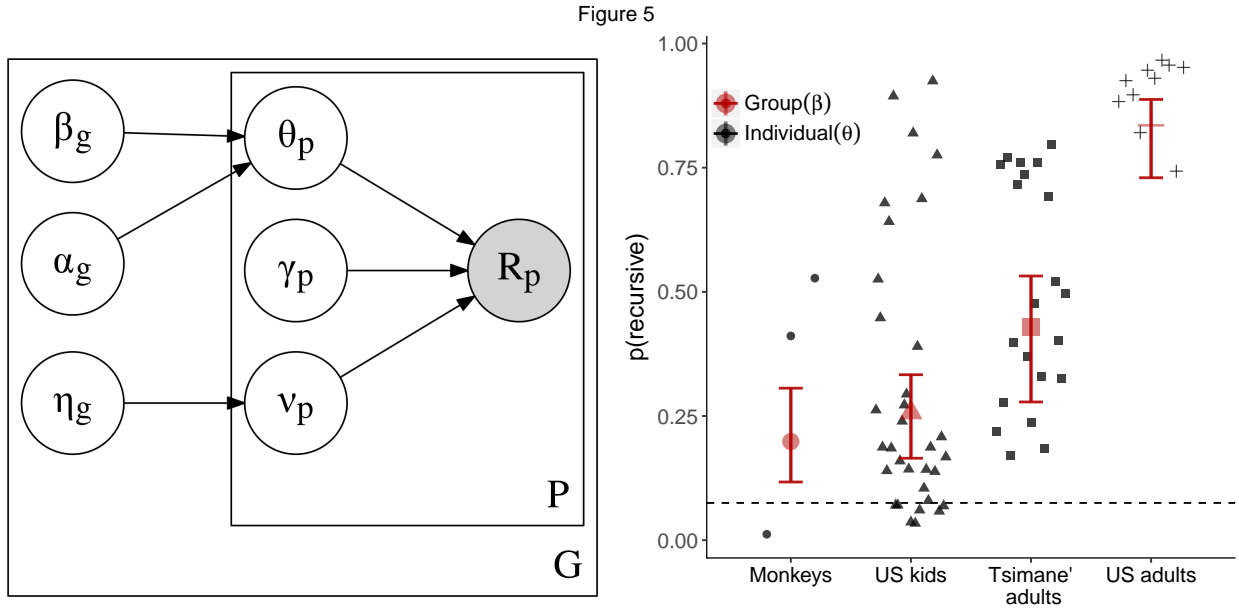 Figure 5
βg
αg
ηg
θp
γp
νp
Rp
P
G
p(recursive)
1.00
0.75
0.50
0.25
0.00
Group(β)
Individual(θ)
Monkeys
US kids
Tsimane'
adults
US adults